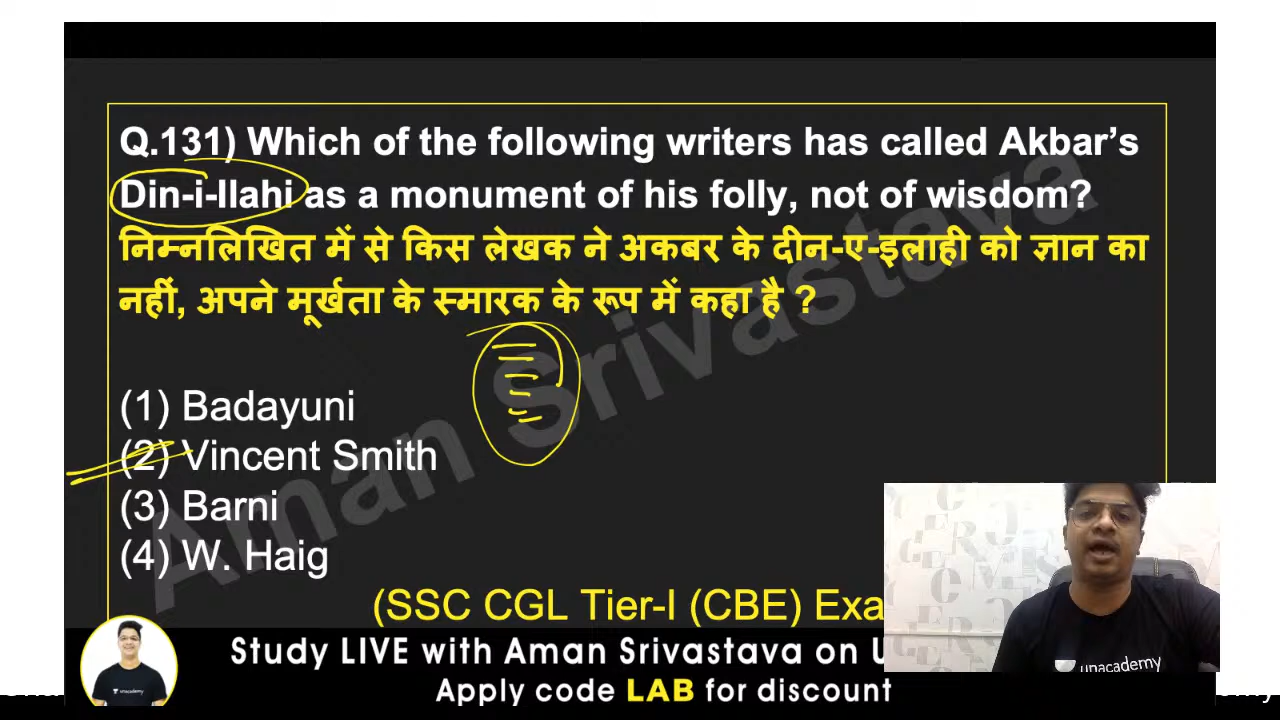 Q.131) Which of the following writers has called Akbar's
Din-i-Ilahi as a monument of his folly, not of wisdom?
निम्नलिखित में से किस लेखक ने अकबर के दीन-ए-इलाही को ज्ञान का
नहीं, अपने मूर्खता के स्मारक के रूप में कहा है ?
Aman Srivastava
(1) Badayuni
(2) Vincent Smith
(3) Barni
(4) W. Haig
(SSC CGL Tier-I (CBE) Exa
unacademy
Study LIVE with Aman Srivastava on U
Apply code LAB for discount
unacademy